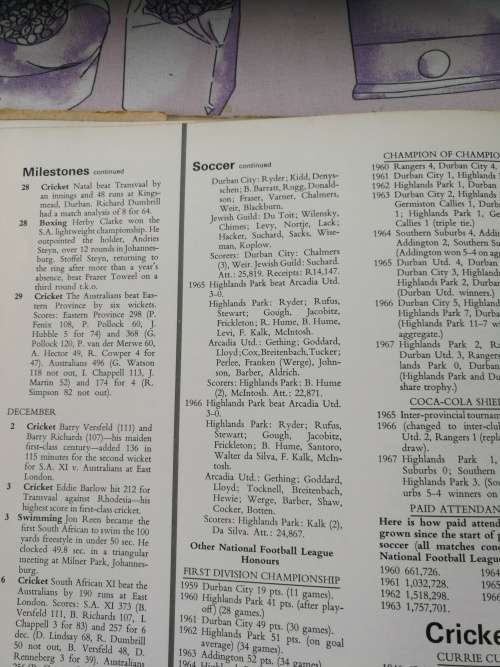 Milestones continued
28 Cricket Natal beat Transvaal by
an innings and 48 runs at Kings-
mead, Durban. Richard Dumbrill
had a match analysis of 8 for 64.
28 Boxing Herby Clarke won the
S.A. lightweight championship. He
outpointed the holder, Andries
Steyn, over 12 rounds in Johannes-
burg. Stoffel Steyn, returning to
the ring after more than a year's
absence, beat Frazer Toweel on a
third round t.k.o.
29 Cricket The Australians beat Eas-
tern Province by six wickets.
Scores: Eastern Province 298 (P.
Fenix 108, P. Pollock 60, J.
Hubble 5 for 74) and 368 (G.
Pollock 120, P. van der Merwe 60,
A. Hector 49, R. Cowper 4 for
47). Australians 496 (G. Watson
118 not out, I. Chappell 113, J.
Martin 52) and 174 for 4 (R.
Simpson 82 not out).
DECEMBER
2 Cricket Barry Versfeld (111) and
Barry Richards (107)—his maiden
first-class century—added 136 in
115 minutes for the second wicket
for S.A. XI v. Australians at East
London.
3 Cricket Eddie Barlow hit 212 for
Transvaal against Rhodesia—his
highest score in first-class cricket.
3 Swimming Jon Reen became the
first South African to swim the 100
yards freestyle in under 50 sec. He
clocked 49.8 sec. in a triangular
meeting at Milner Park, Johannes-
burg.
6 Cricket South African XI beat the
Australians by 190 runs at East
London. Scores: S.A. XI 373 (B.
Versfeld 111, B. Richards 107, I.
Chappell 3 for 83) and 257 for 6
dec. (D. Lindsay 68, R. Dumbrill
50 not out, B. Versfeld 48, D.
Renneberg 3 for 39). Australians
Soccer continued
Durban City: Ryder; Kidd, Denys-
schen; B. Barratt, Rugg, Donald-
son; Fraser, Varner, Chalmers,
Weir, Blackburn.
Jewish Guild: Du Toit; Wilensky,
Chimes; Levy, Nortje, Lack;
Hacker, Suchard, Sacks, Wise-
man, Koplow.
Scorers: Durban City: Chalmers
(3), Weir. Jewish Guild: Suchard.
Att.: 25,819. Receipts: R.14,147.
1965 Highlands Park beat Arcadia Utd.
3-0.
Highlands Park: Ryder; Rufus,
Stewart; Gough, Jacobitz,
Frickleton; R. Hume, B. Hume,
Levi, F. Kalk, McIntosh.
Arcadia Utd.: Gething; Goddard,
Lloyd; Cox, Breitenbach, Tucker;
Perlee, Franken (Werge), John-
son, Barber, Aldrich.
Scorers: Highlands Park: B. Hume
(2), McIntosh. Att.: 22,871.
1966 Highlands Park beat Arcadia Utd.
3-0.
Highlands Park: Ryder; Rufus,
Stewart; Gough, Jacobitz,
Frickleton; B. Hume, Santoro,
Walter da Silva, F. Kalk, McIn-
tosh.
Arcadia Utd.: Gething; Goddard,
Lloyd; Tocknell, Breitenbach,
Hewie; Werge, Barber, Shaw,
Cocker, Botten.
Scorers: Highlands Park: Kalk (2),
Da Silva. Att.: 24,867.
Other National Football League
Honours
FIRST DIVISION CHAMPIONSHIP
1959 Durban City 19 pts. (11 games).
1960 Highlands Park 41 pts. (after play-
off) (28 games.)
1961 Durban City 49 pts. (30 games).
1962 Highlands Park 51 pts. (on goal
average) (34 games).
1963 Addington 52 pts. (34 games)
CHAMPION OF CHAMPIO
1960 Rangers 4, Durban City 4,
1961 Durban City 1, Highlands
1962 Highlands Park 1, Durban
1963 Durban City 2, Highlands
Germiston Callies 1, Durb
1; Highlands Park 1, Ge
Callies 1 (triple tie.)
1964 Southern Suburbs 4, Addin
Addington 2, Southern Su
(Addington won 5-4 on agg
1965 Durban Utd. 4, Durban
Durban City 3, Highland
Highlands Park 2, Durba
(Durban Utd. winners.)
1966 Durban City 5, Highland
Highlands Park 7, Durba
(Highlands Park 11-7 w
aggregate.)
1967 Highlands Park 2, Ra
Durban Utd. 3, Rangers
lands Park 0, Durban
(Highlands Park and Du
share trophy.)
COCA-COLA SHIE
1965 Inter-provincial tournam
1966 (changed to inter-club
Utd. 2, Rangers 1 (repla
draw).
1967 Highlands Park 1,
Suburbs 0; Southern
Highlands Park 3. (Sou
urbs 5-4 winners on
PAID ATTENDAN
Here is how paid attend
grown since the start of p
soccer (all matches conc
National Football League
1960 661,726. 1964
1961 1,032,728. 1965
1962 1,518,298. 1966
1963 1,757,701.
Cricke
CURRIE CU